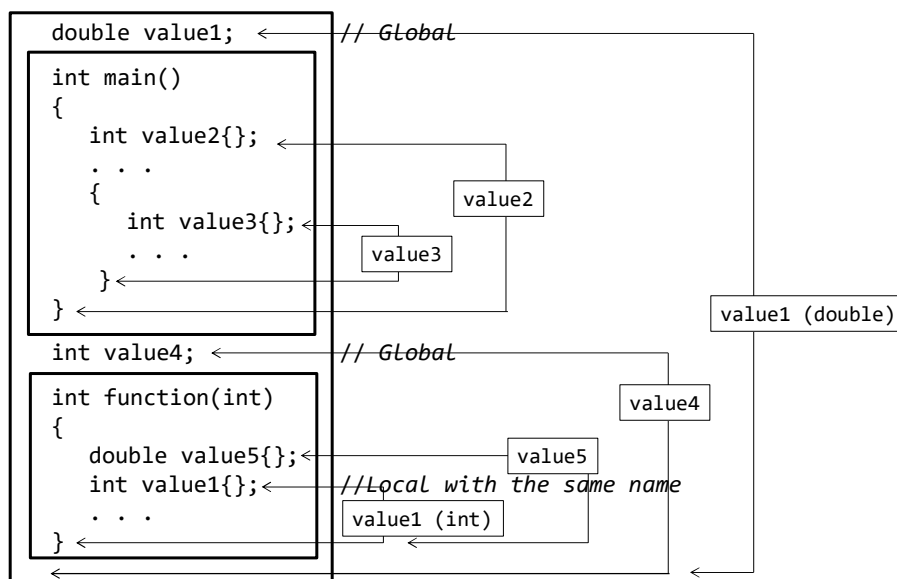 double value1; // Global
int main()
{
int value2{};
. . .
{
value2
int value3{};
. . .
value3
}
}
value1 (double)
int value4; // Global
int function(int)
value4
{
double value5{};
value5
int value1{}; //Local with the same name
. . .
value1 (int)
}